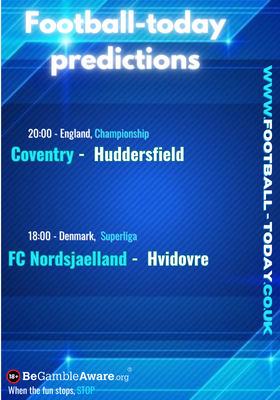 Football-today
predictions
20:00 - England, Championship
Coventry - Huddersfield
18:00 - Denmark, Superliga
FC Nordsjaelland - Hvidovre
WWW.FOOTBALL-TODAY.CO.UK
18+ BeGambleAware.org®
When the fun stops, STOP